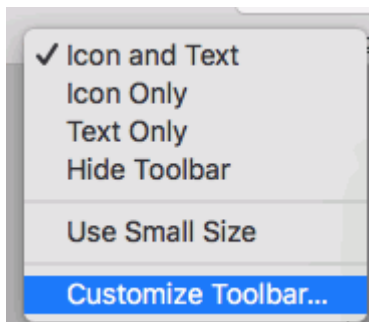 ✓ Icon and Text
Icon Only
Text Only
Hide Toolbar
Use Small Size
Customize Toolbar...